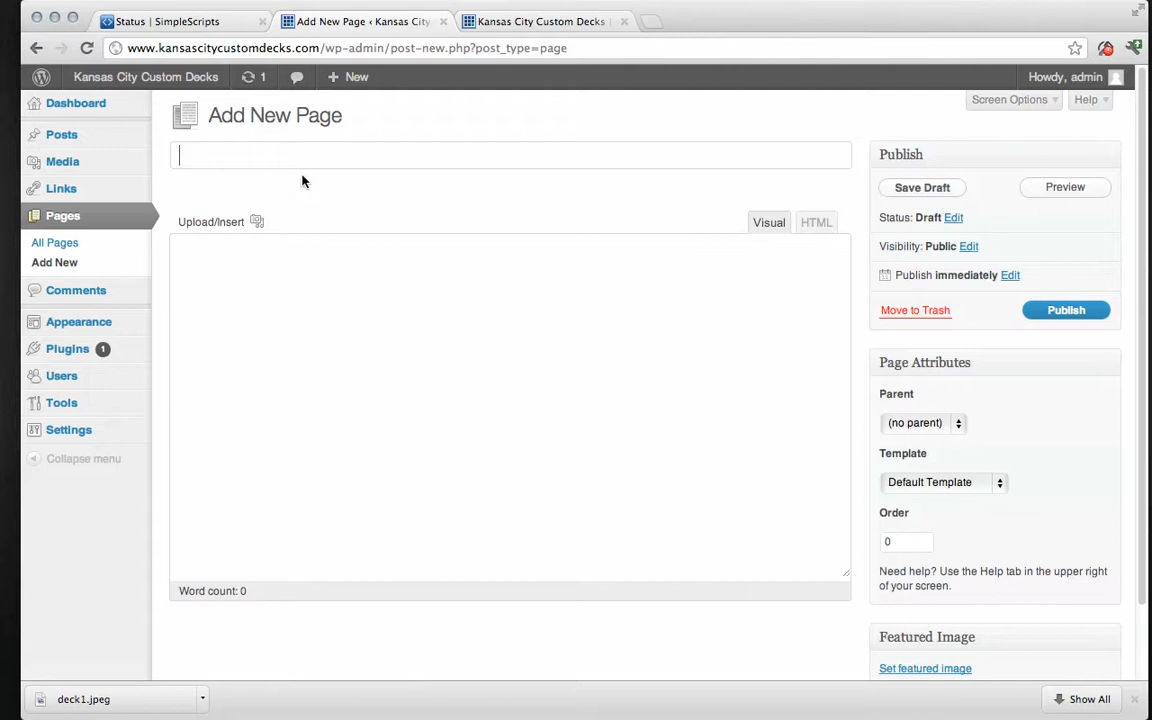 Status | SimpleScripts
Add New Page ‹ Kansas City
Kansas City Custom Decks
www.kansascitycustomdecks.com/wp-admin/post-new.php?post_type=page
Kansas City Custom Decks
1
New
Howdy, admin
Dashboard
Posts
Media
Links
Pages
All Pages
Add New
Comments
Appearance
Plugins 1
Users
Tools
Settings
Collapse menu
Screen Options
Help
Add New Page
Upload/Insert
Visual
HTML
Word count: 0
Publish
Save Draft
Preview
Status: Draft Edit
Visibility: Public Edit
Publish immediately Edit
Move to Trash
Publish
Page Attributes
Parent
(no parent)
Template
Default Template
Order
0
Need help? Use the Help tab in the upper right
of your screen.
Featured Image
Set featured image
deck1.jpeg
Show All